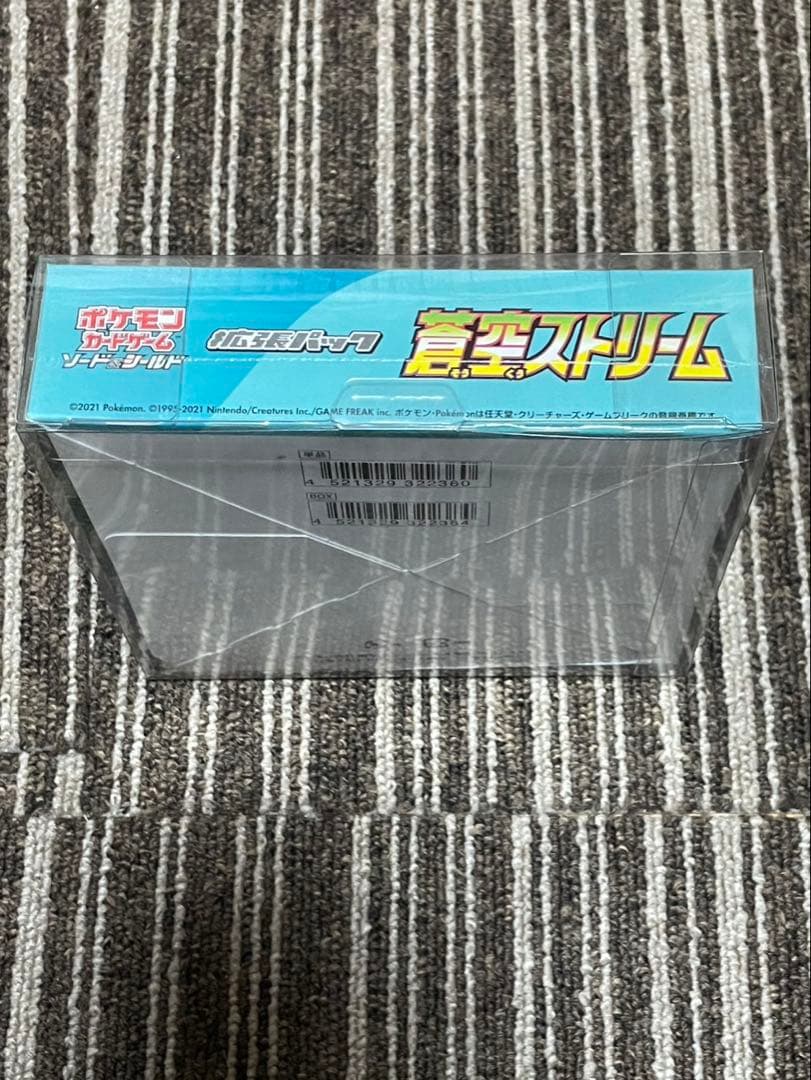 ポケモン
カードゲーム
ソード&シールド
拡張パック
蒼空ストリーム
そう くう
©2021 Pokémon. ©1995-2021 Nintendo/Creatures Inc./GAME FREAK inc. ポケモン・Pokémonは任天堂・クリーチャーズ・ゲームフリークの登録商標です
単品
4 521329 322360
BOX
4 521329 322384